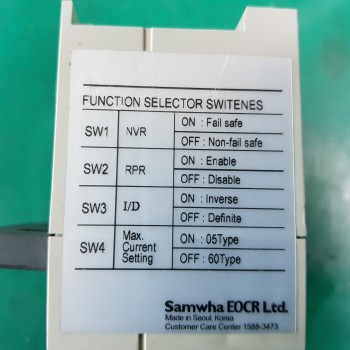 FUNCTION SELECTOR SWITENES
SW1 NVR ON : Fail safe
OFF : Non-fail safe
SW2 RPR ON : Enable
OFF : Disable
SW3 I/D ON : Inverse
OFF : Definite
SW4 Max. Current Setting ON : 05Type
OFF : 60Type
Samwha EOCR Ltd.
Made in Seoul, Korea
Customer Care Center 1588-3473